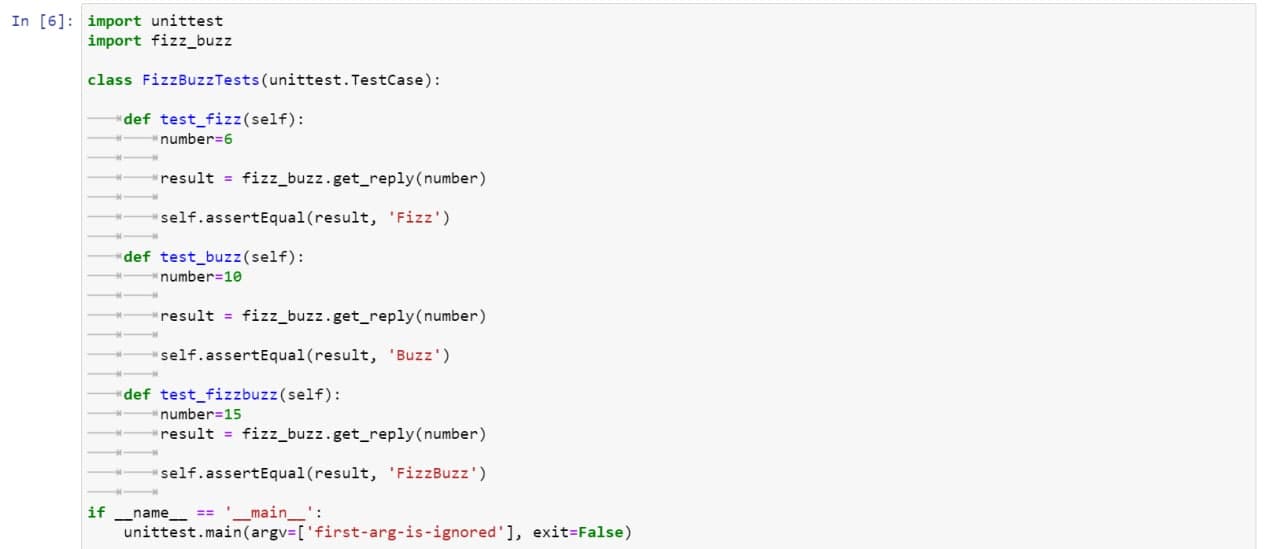 In [6]: import unittest
import fizz_buzz
class FizzBuzzTests(unittest.TestCase):
def test_fizz(self):
number=6
result = fizz_buzz.get_reply(number)
self.assertEqual(result, 'Fizz')
def test_buzz(self):
number=10
result = fizz_buzz.get_reply(number)
self.assertEqual(result, 'Buzz')
def test_fizzbuzz(self):
number=15
result = fizz_buzz.get_reply(number)
self.assertEqual(result, 'FizzBuzz')
if __name__ == '__main__':
unittest.main(argv=['first-arg-is-ignored'], exit=False)